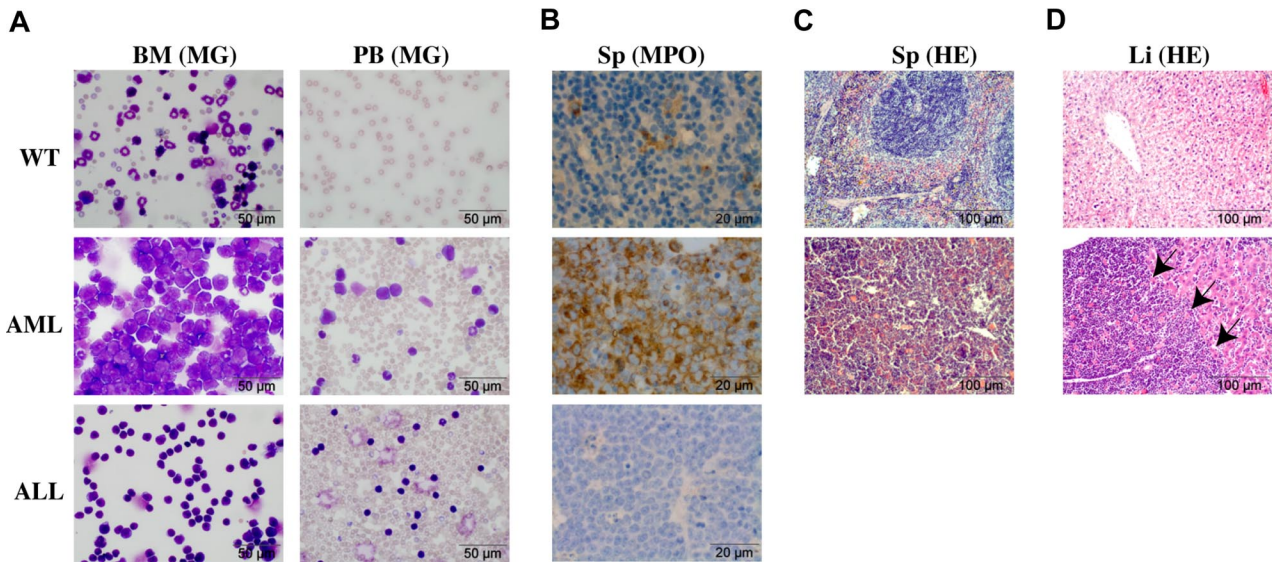 A
B
C
D
BM (MG)
PB (MG)
Sp (MPO)
Sp (HE)
Li (HE)
WT
50 µm
50 µm
20 µm
100 µm
100 µm
AML
50 µm
50 µm
20 µm
100 µm
100 µm
ALL
50 µm
50 µm
20 µm